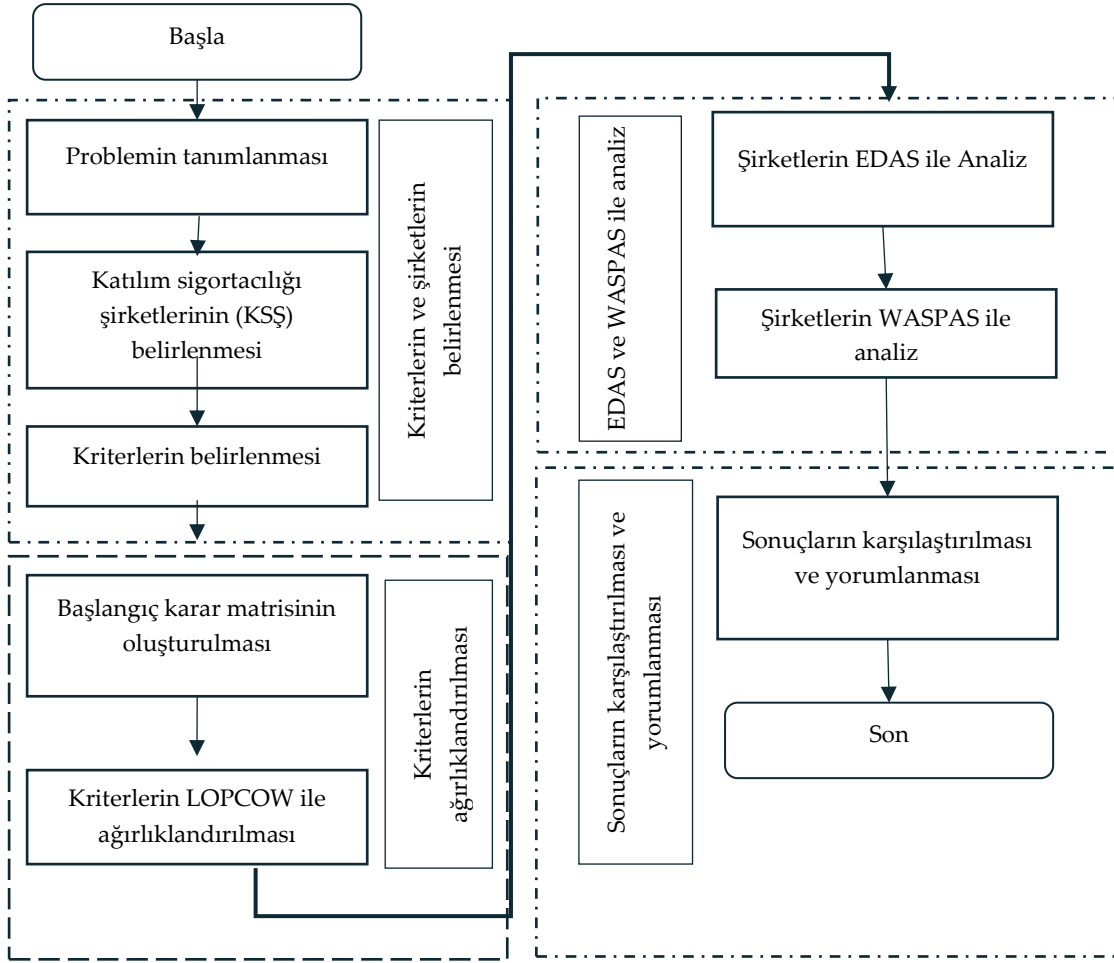 Başla
Problemin tanımlanması
Katılım sigortacılığı
şirketlerinin (KSŞ)
belirlenmesi
Kriterlerin belirlenmesi
Kriterlerin ve şirketlerin
belirlenmesi
Başlangıç karar matrisinin
oluşturulması
Kriterlerin LOPCOW ile
ağırlıklandırılması
Kriterlerin
ağırlıklandırılması
EDAS ve WASPAS ile analiz
Şirketlerin EDAS ile Analiz
Şirketlerin WASPAS ile
analiz
Sonuçların karşılaştırılması ve
yorumlanması
Sonuçların karşılaştırılması
ve yorumlanması
Son